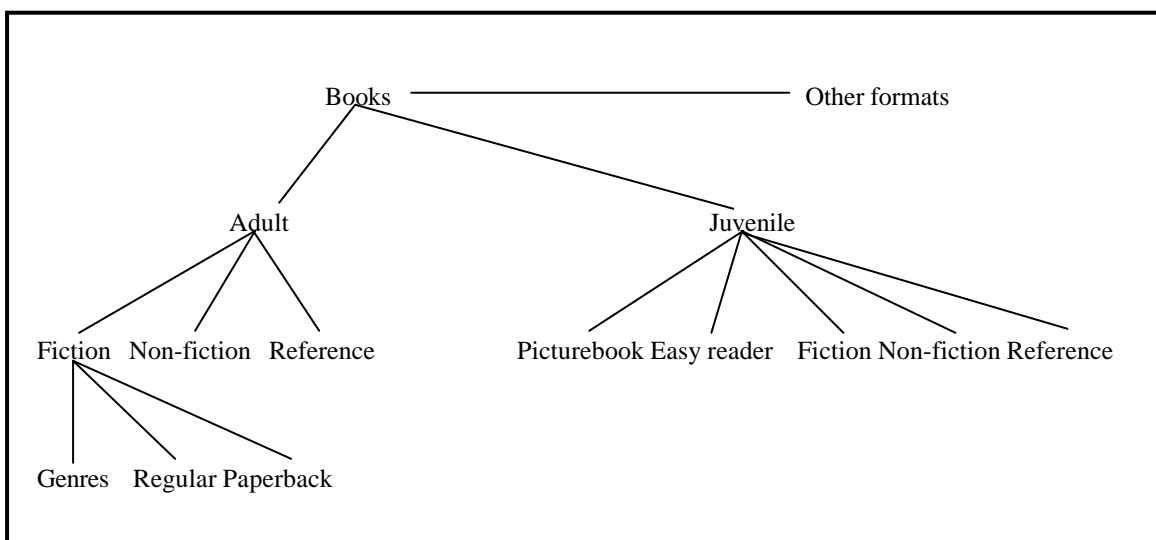 Books Other formats
Adult Juvenile
Fiction Non-fiction Reference Picturebook Easy reader Fiction Non-fiction Reference
Genres Regular Paperback